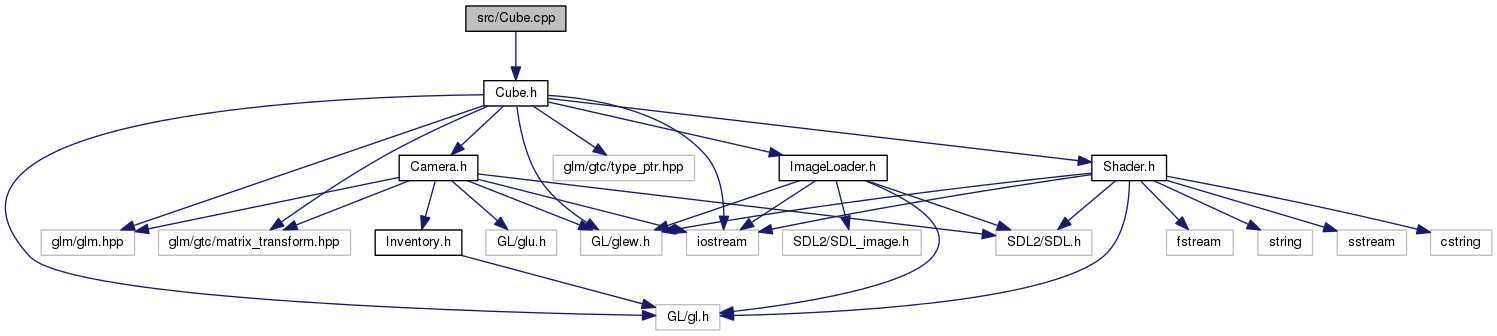 src/Cube.cpp
Cube.h
Camera.h
glm/gtc/type_ptr.hpp
ImageLoader.h
Shader.h
glm/glm.hpp
glm/gtc/matrix_transform.hpp
Inventory.h
GL/glu.h
GL/glew.h
iostream
SDL2/SDL_image.h
SDL2/SDL.h
fstream
string
sstream
cstring
GL/gl.h